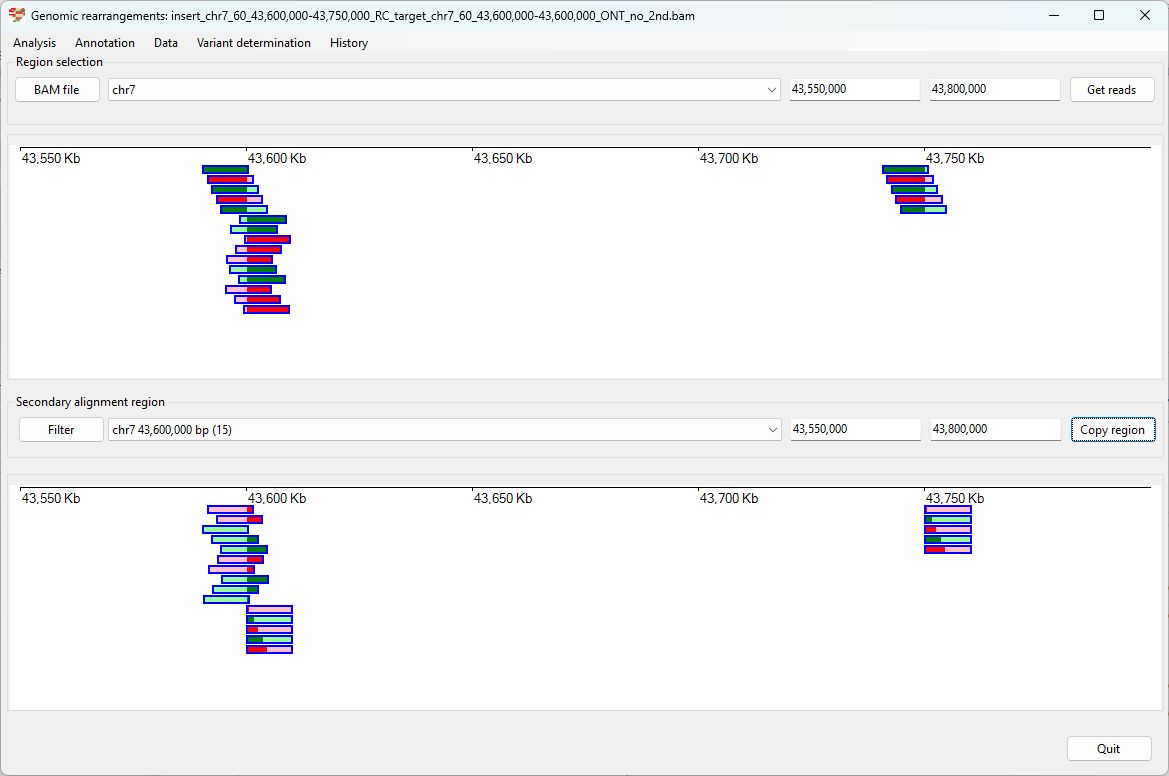 Genomic rearrangements: insert_chr7_60_43,600,000-43,750,000_RC_target_chr7_60_43,600,000-43,600,000_ONT_no_2nd.bam
Analysis Annotation Data Variant determination History
Region selection
BAM file chr7 43,550,000 43,800,000 Get reads
43,550 Kb 43,600 Kb 43,650 Kb 43,700 Kb 43,750 Kb
Secondary alignment region
Filter chr7 43,600,000 bp (15) 43,550,000 43,800,000 Copy region
43,550 Kb 43,600 Kb 43,650 Kb 43,700 Kb 43,750 Kb
Quit